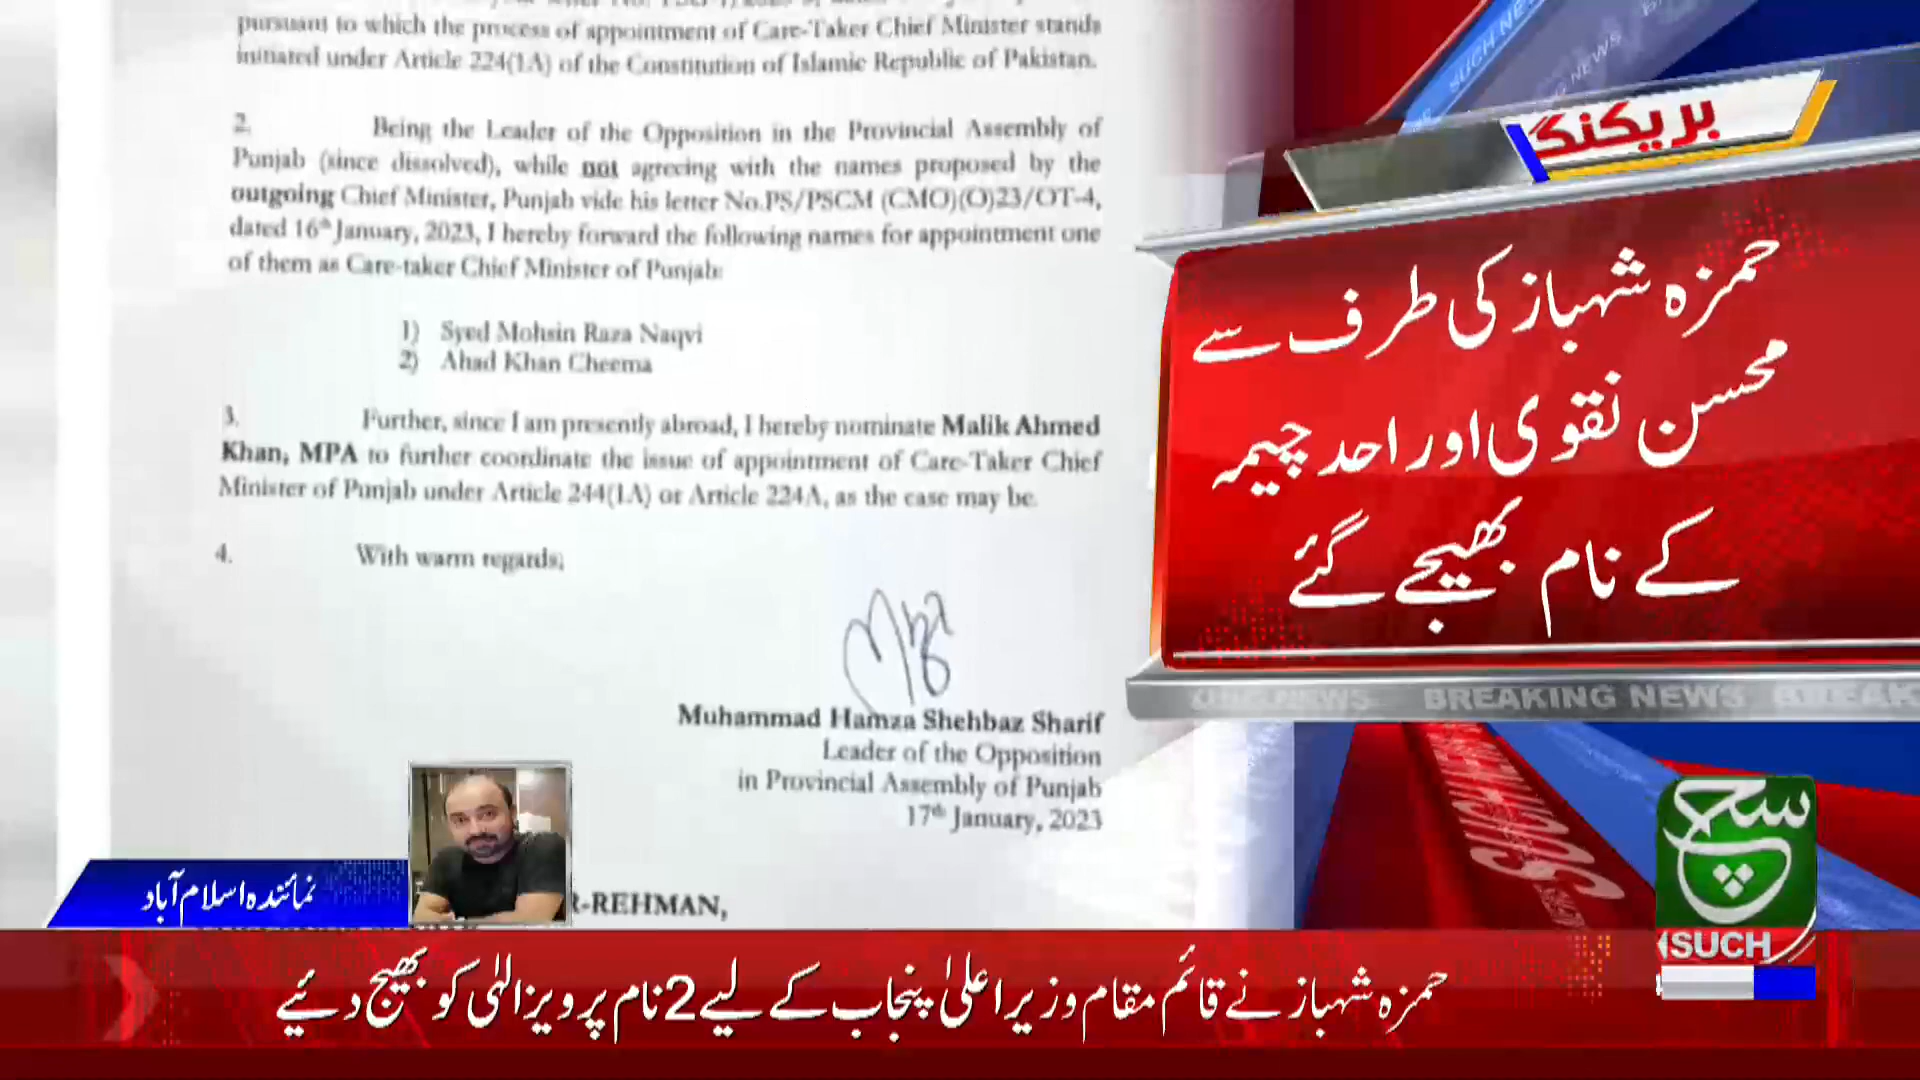 pursuant to which the process of appointment of Care-Taker Chief Minister stands
initiated under Article 224(1A) of the Constitution of Islamic Republic of Pakistan.
2. Being the Leader of the Opposition in the Provincial Assembly of
Punjab (since dissolved), while not agreeing with the names proposed by the
outgoing Chief Minister, Punjab vide his letter No.PS/PSCM (CMO)(O)23/OT-4,
dated 16th January, 2023, I hereby forward the following names for appointment one
of them as Care-taker Chief Minister of Punjab:
1) Syed Mohsin Raza Naqvi
2) Ahad Khan Cheema
3. Further, since I am presently abroad, I hereby nominate Malik Ahmed
Khan, MPA to further coordinate the issue of appointment of Care-Taker Chief
Minister of Punjab under Article 244(1A) or Article 224A, as the case may be.
4. With warm regards,
Muhammad Hamza Shehbaz Sharif
Leader of the Opposition
in Provincial Assembly of Punjab
17th January, 2023
R-REHMAN,
بریکنگ
حمزہ شہباز کی طرف سے
محسن نقوی اور احد چیمہ
کے نام بھیجے گئے
BREAKING NEWS
سچ
SUCH
نمائندہ اسلام آباد
حمزہ شہباز نے قائم مقام وزیراعلیٰ پنجاب کے لیے 2 نام پرویز الہٰی کو بھیج دئیے